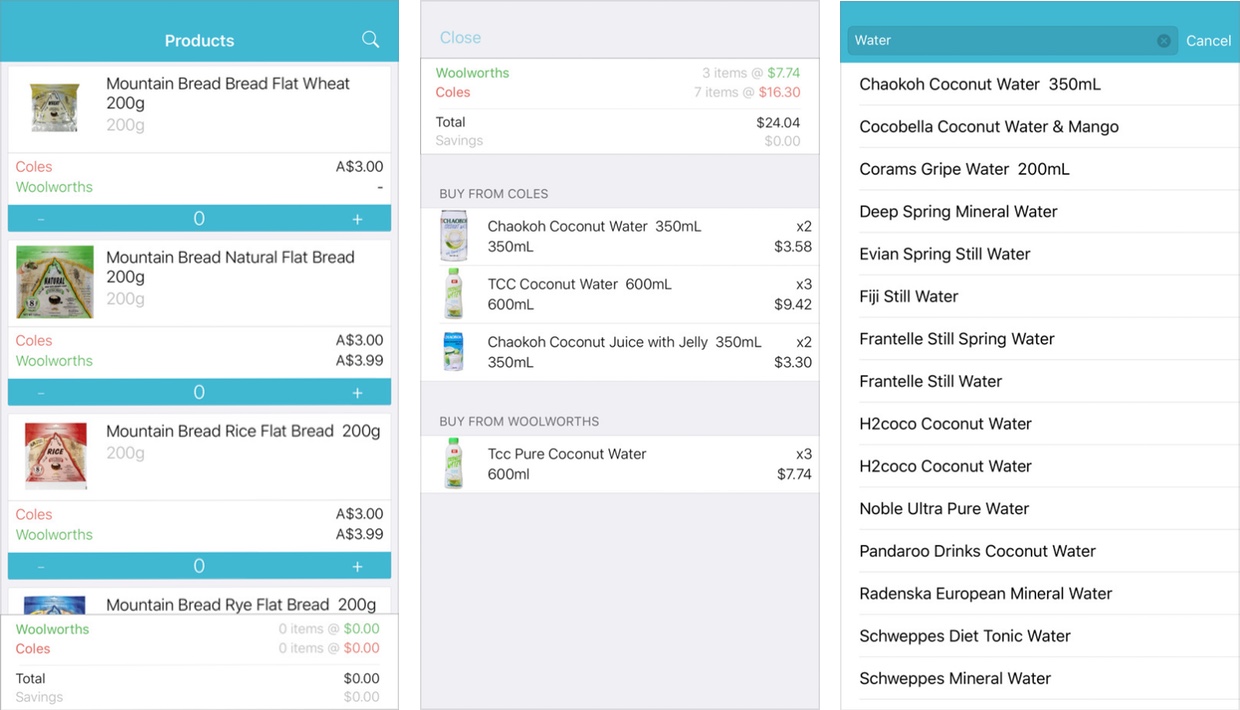 Products
Mountain Bread Bread Flat Wheat
200g
200g
Coles A$3.00
Woolworths -
- 0 +
Mountain Bread Natural Flat Bread
200g
200g
Coles A$3.00
Woolworths A$3.99
- 0 +
Mountain Bread Rice Flat Bread 200g
200g
Coles A$3.00
Woolworths A$3.99
- 0 +
Mountain Bread Rye Flat Bread 200g
Woolworths 0 items @ $0.00
Coles 0 items @ $0.00
Total $0.00
Savings $0.00
Close
Woolworths 3 items @ $7.74
Coles 7 items @ $16.30
Total $24.04
Savings $0.00
BUY FROM COLES
Chaokoh Coconut Water 350mL x2
350mL $3.58
TCC Coconut Water 600mL x3
600mL $9.42
Chaokoh Coconut Juice with Jelly 350mL x2
350mL $3.30
BUY FROM WOOLWORTHS
Tcc Pure Coconut Water x3
600ml $7.74
Water Cancel
Chaokoh Coconut Water 350mL
Cocobella Coconut Water & Mango
Corams Gripe Water 200mL
Deep Spring Mineral Water
Evian Spring Still Water
Fiji Still Water
Frantelle Still Spring Water
Frantelle Still Water
H2coco Coconut Water
H2coco Coconut Water
Noble Ultra Pure Water
Pandaroo Drinks Coconut Water
Radenska European Mineral Water
Schweppes Diet Tonic Water
Schweppes Mineral Water